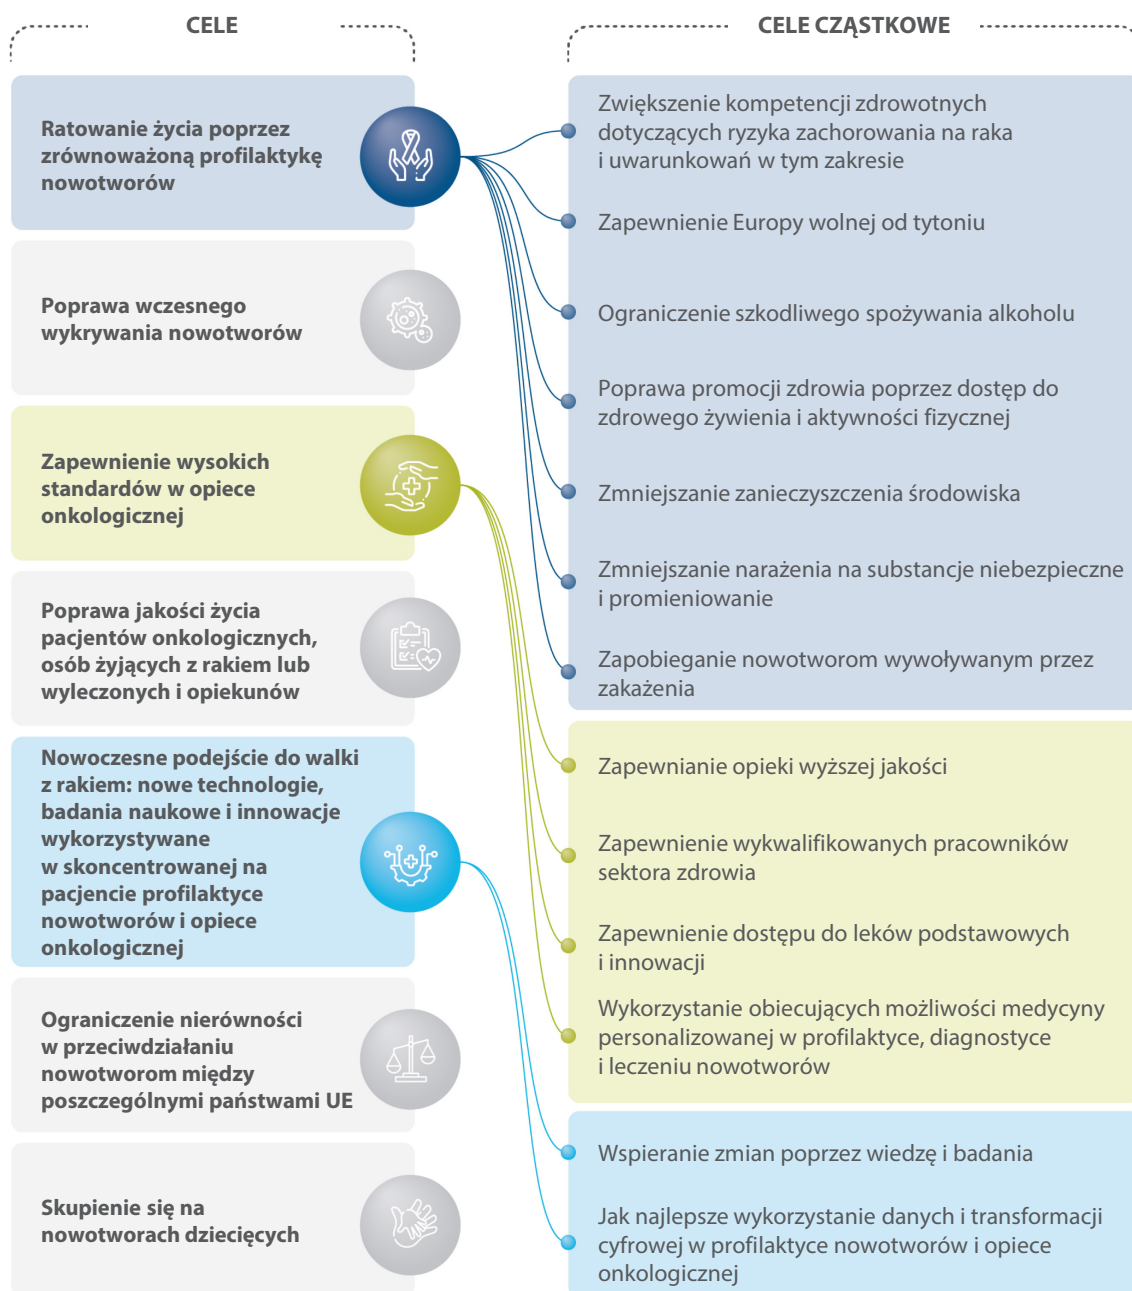 CELE
Ratowanie życia poprzez
zrównoważoną profilaktykę
nowotworów
Poprawa wczesnego
wykrywania nowotworów
Zapewnienie wysokich
standardów w opiece
onkologicznej
Poprawa jakości życia
pacjentów onkologicznych,
osób żyjących z rakiem lub
wyleczonych i opiekunów
Nowoczesne podejście do walki
z rakiem: nowe technologie,
badania naukowe i innowacje
wykorzystywane
w skoncentrowanej na
pacjencie profilaktyce
nowotworów i opiece
onkologicznej
Ograniczenie nierówności
w przeciwdziałaniu
nowotworom między
poszczególnymi państwami UE
Skupienie się na
nowotworach dziecięcych
CELE CZĄSTKOWE
Zwiększenie kompetencji zdrowotnych
dotyczących ryzyka zachorowania na raka
i uwarunkowań w tym zakresie
Zapewnienie Europy wolnej od tytoniu
Ograniczenie szkodliwego spożywania alkoholu
Poprawa promocji zdrowia poprzez dostęp do
zdrowego żywienia i aktywności fizycznej
Zmniejszanie zanieczyszczenia środowiska
Zmniejszanie narażenia na substancje niebezpieczne
i promieniowanie
Zapobieganie nowotworom wywoływanym przez
zakażenia
Zapewnianie opieki wyższej jakości
Zapewnienie wykwalifikowanych pracowników
sektora zdrowia
Zapewnienie dostępu do leków podstawowych
i innowacji
Wykorzystanie obiecujących możliwości medycyny
personalizowanej w profilaktyce, diagnostyce
i leczeniu nowotworów
Wspieranie zmian poprzez wiedzę i badania
Jak najlepsze wykorzystanie danych i transformacji
cyfrowej w profilaktyce nowotworów i opiece
onkologicznej